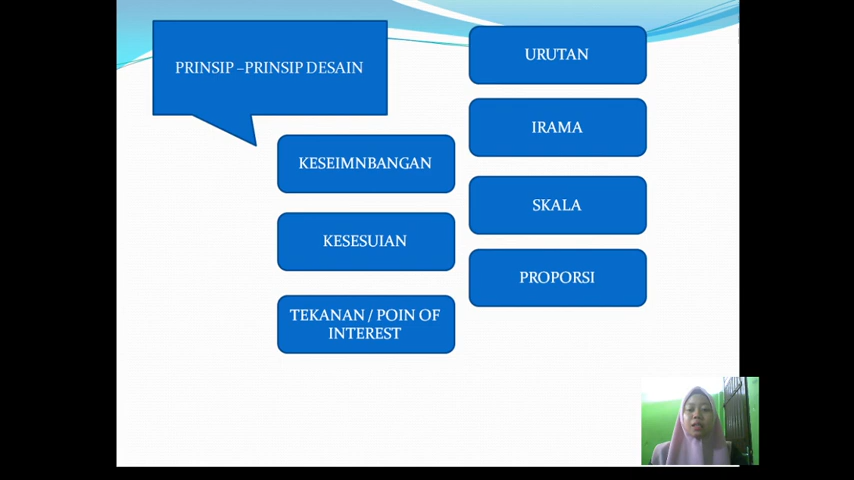 PRINSIP –PRINSIP DESAIN
KESEIMNBANGAN
KESESUIAN
TEKANAN / POIN OF
INTEREST
URUTAN
IRAMA
SKALA
PROPORSI